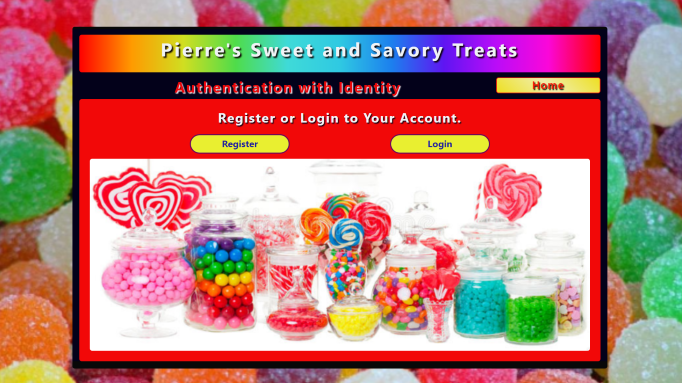 Pierre's Sweet and Savory Treats
Authentication with Identity
Home
Register or Login to Your Account.
Register
Login